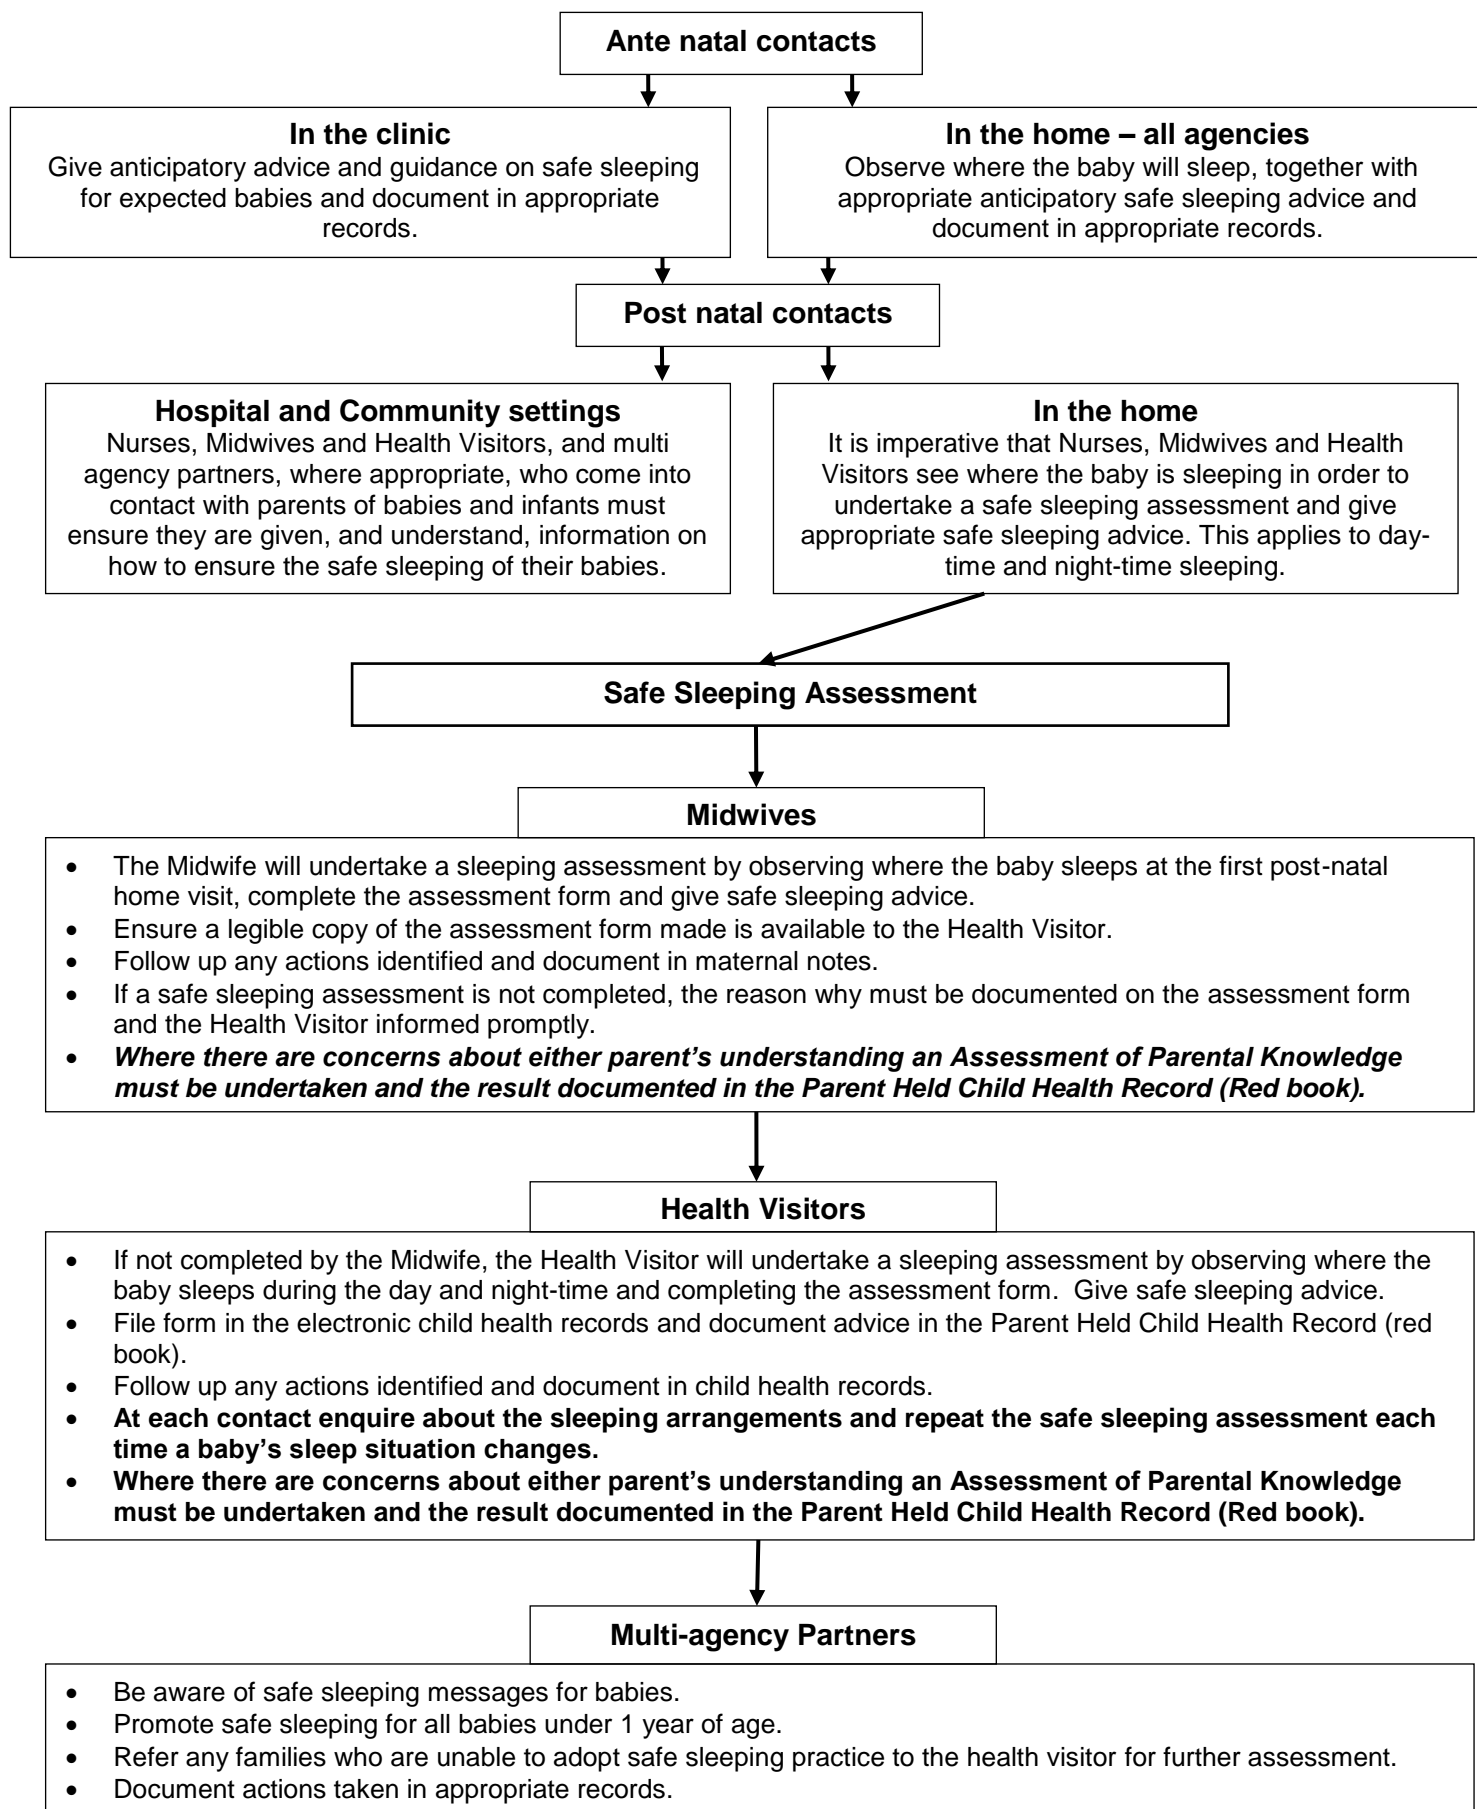 Ante natal contacts
In the clinic
Give anticipatory advice and guidance on safe sleeping
for expected babies and document in appropriate
records.
In the home – all agencies
Observe where the baby will sleep, together with
appropriate anticipatory safe sleeping advice and
document in appropriate records.
Post natal contacts
Hospital and Community settings
Nurses, Midwives and Health Visitors, and multi
agency partners, where appropriate, who come into
contact with parents of babies and infants must
ensure they are given, and understand, information on
how to ensure the safe sleeping of their babies.
In the home
It is imperative that Nurses, Midwives and Health
Visitors see where the baby is sleeping in order to
undertake a safe sleeping assessment and give
appropriate safe sleeping advice. This applies to day-
time and night-time sleeping.
Safe Sleeping Assessment
Midwives
• The Midwife will undertake a sleeping assessment by observing where the baby sleeps at the first post-natal
home visit, complete the assessment form and give safe sleeping advice.
• Ensure a legible copy of the assessment form made is available to the Health Visitor.
• Follow up any actions identified and document in maternal notes.
• If a safe sleeping assessment is not completed, the reason why must be documented on the assessment form
and the Health Visitor informed promptly.
• Where there are concerns about either parent's understanding an Assessment of Parental Knowledge
must be undertaken and the result documented in the Parent Held Child Health Record (Red book).
Health Visitors
• If not completed by the Midwife, the Health Visitor will undertake a sleeping assessment by observing where the
baby sleeps during the day and night-time and completing the assessment form.  Give safe sleeping advice.
• File form in the electronic child health records and document advice in the Parent Held Child Health Record (red
book).
• Follow up any actions identified and document in child health records.
• At each contact enquire about the sleeping arrangements and repeat the safe sleeping assessment each
time a baby's sleep situation changes.
• Where there are concerns about either parent's understanding an Assessment of Parental Knowledge
must be undertaken and the result documented in the Parent Held Child Health Record (Red book).
Multi-agency Partners
• Be aware of safe sleeping messages for babies.
• Promote safe sleeping for all babies under 1 year of age.
• Refer any families who are unable to adopt safe sleeping practice to the health visitor for further assessment.
• Document actions taken in appropriate records.